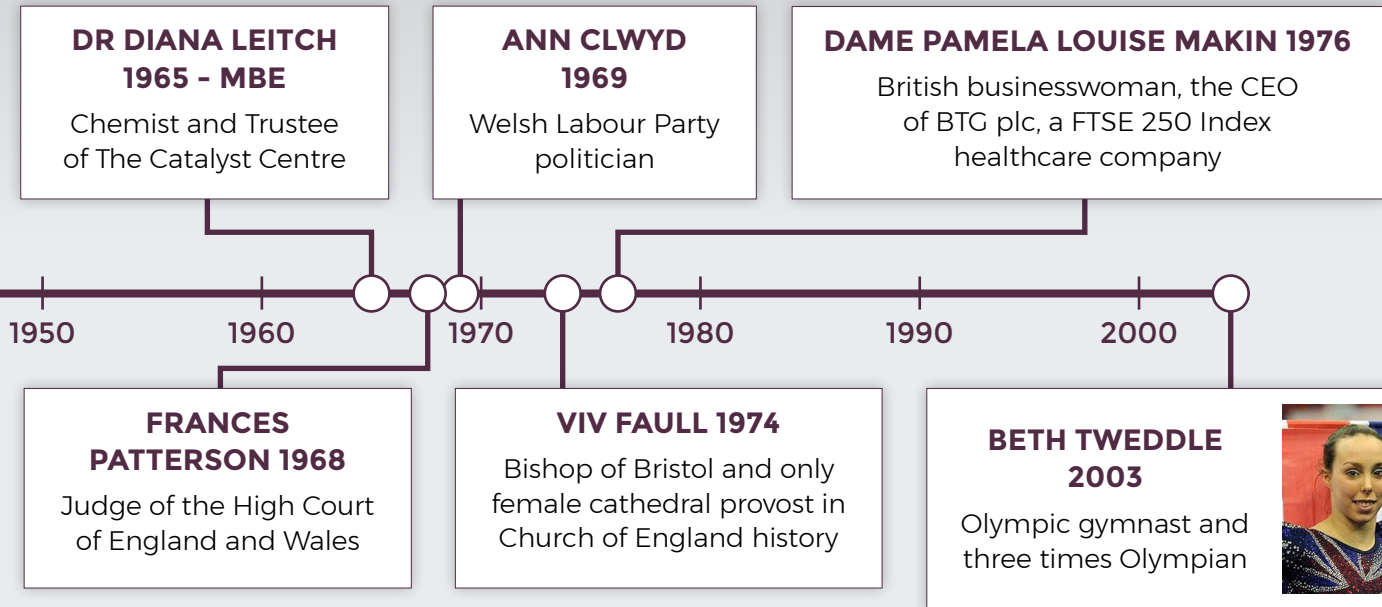 DR DIANA LEITCH
1965 - MBE
Chemist and Trustee
of The Catalyst Centre
ANN CLWYD
1969
Welsh Labour Party
politician
DAME PAMELA LOUISE MAKIN 1976
British businesswoman, the CEO
of BTG plc, a FTSE 250 Index
healthcare company
1950
1960
1970
1980
1990
2000
FRANCES
PATTERSON 1968
Judge of the High Court
of England and Wales
VIV FAULL 1974
Bishop of Bristol and only
female cathedral provost in
Church of England history
BETH TWEDDLE
2003
Olympic gymnast and
three times Olympian